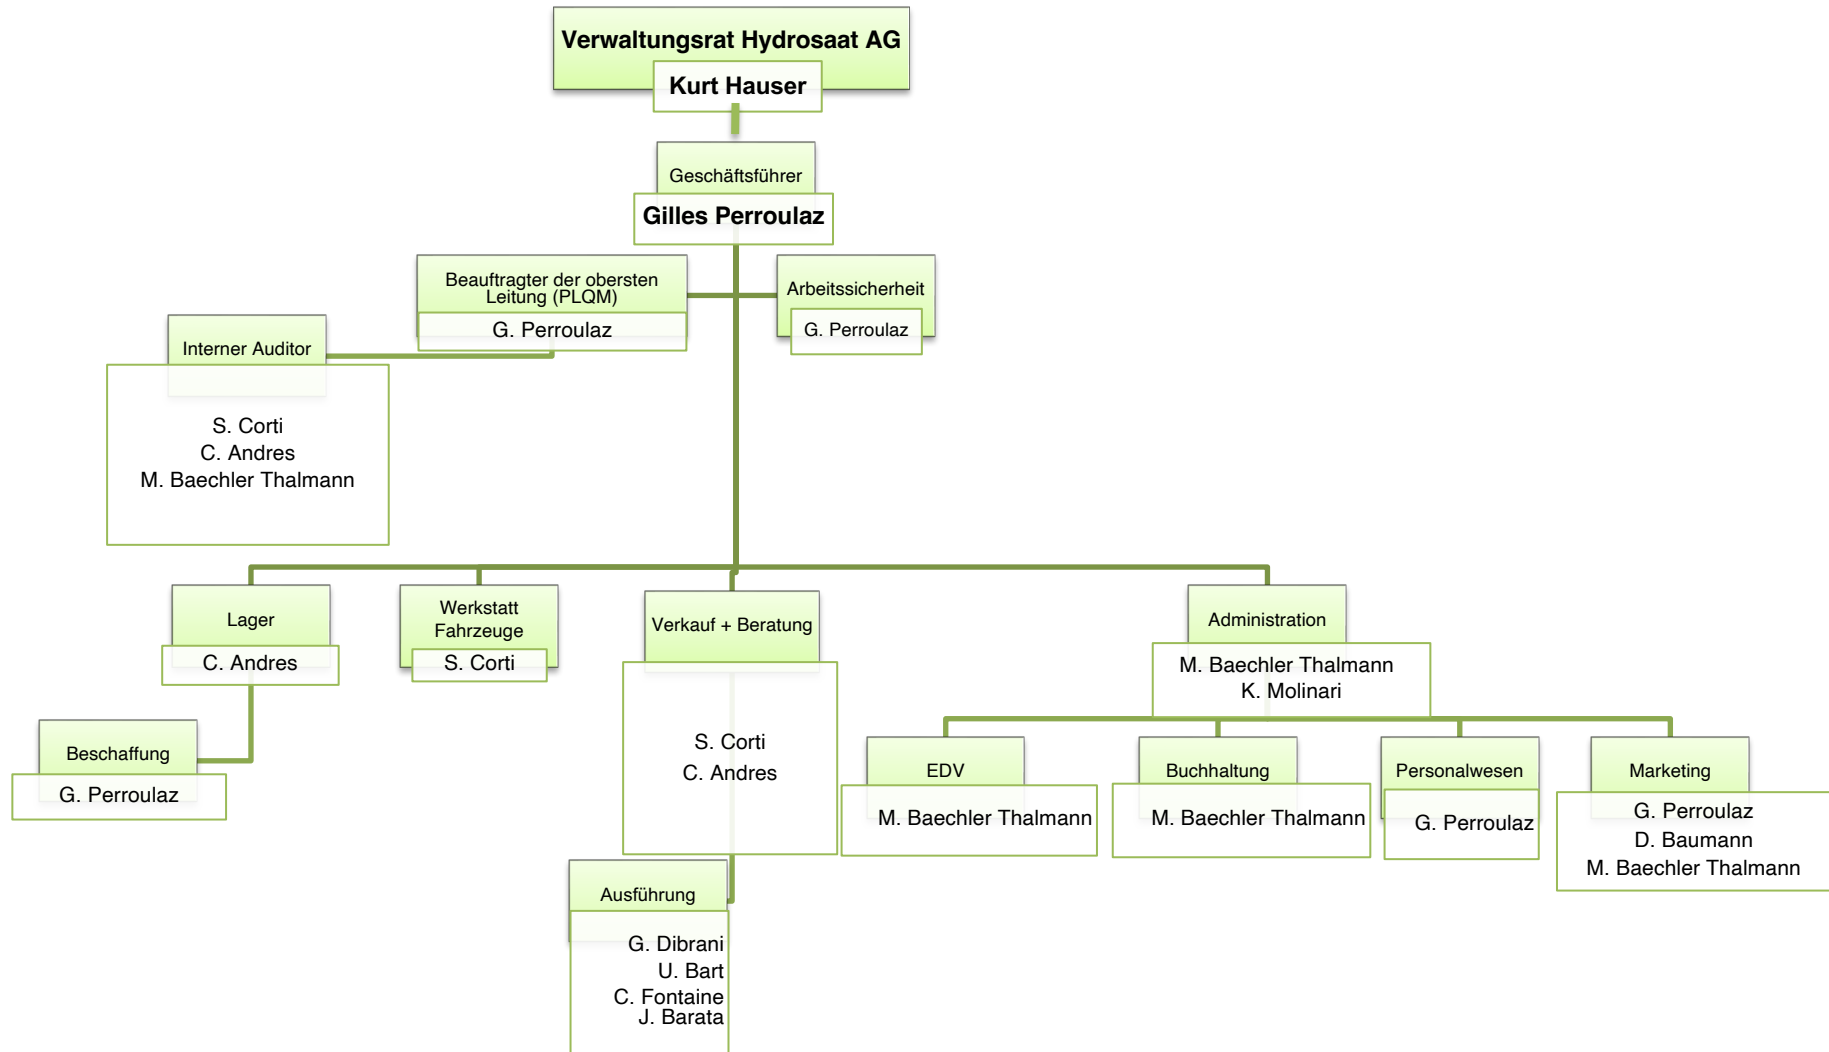 Verwaltungsrat Hydrosaat AG
Kurt Hauser
Geschäftsführer
Gilles Perroulaz
Beauftragter der obersten
Leitung (PLQM)
G. Perroulaz
Arbeitssicherheit
G. Perroulaz
Interner Auditor
S. Corti
C. Andres
M. Baechler Thalmann
Lager
C. Andres
Beschaffung
G. Perroulaz
Werkstatt
Fahrzeuge
S. Corti
Verkauf + Beratung
S. Corti
C. Andres
Ausführung
G. Dibrani
U. Bart
C. Fontaine
J. Barata
Administration
M. Baechler Thalmann
K. Molinari
EDV
M. Baechler Thalmann
Buchhaltung
M. Baechler Thalmann
Personalwesen
G. Perroulaz
Marketing
G. Perroulaz
D. Baumann
M. Baechler Thalmann